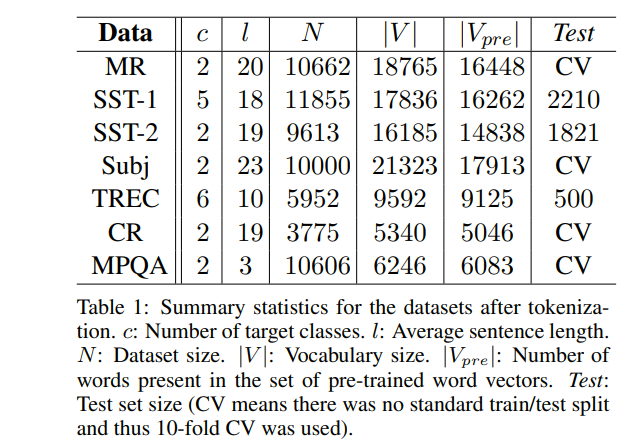 Data c l N |V| |Vpre| Test
MR 2 20 10662 18765 16448 CV
SST-1 5 18 11855 17836 16262 2210
SST-2 2 19 9613 16185 14838 1821
Subj 2 23 10000 21323 17913 CV
TREC 6 10 5952 9592 9125 500
CR 2 19 3775 5340 5046 CV
MPQA 2 3 10606 6246 6083 CV
Table 1: Summary statistics for the datasets after tokeniza-
tion. c: Number of target classes. l: Average sentence length.
N: Dataset size. |V|: Vocabulary size. |Vpre|: Number of
words present in the set of pre-trained word vectors. Test:
Test set size (CV means there was no standard train/test split
and thus 10-fold CV was used).